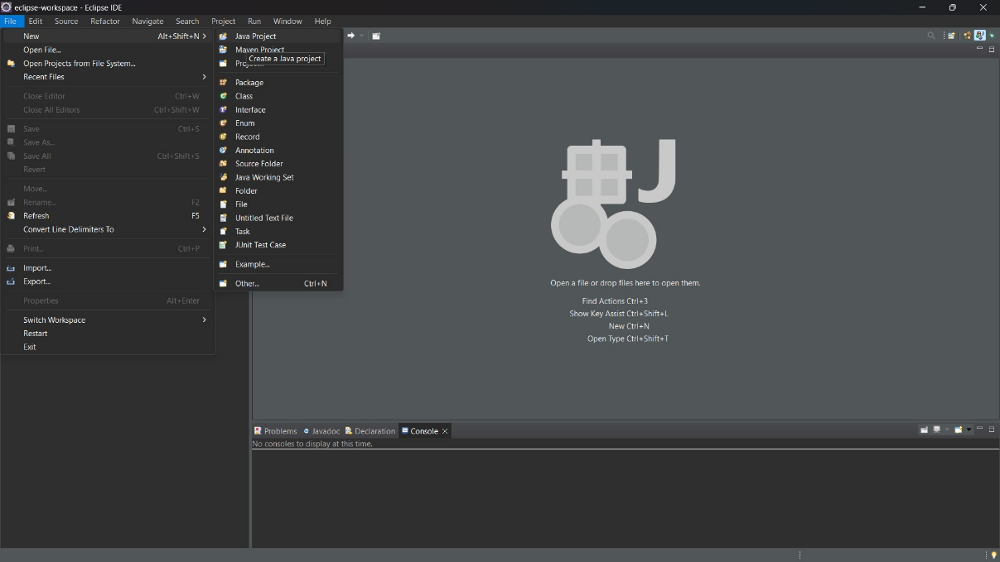 eclipse-workspace - Eclipse IDE
File Edit Source Refactor Navigate Search Project Run Window Help
New Alt+Shift+N
Open File...
Open Projects from File System...
Recent Files
Close Editor Ctrl+W
Close All Editors Ctrl+Shift+W
Save Ctrl+S
Save As...
Save All Ctrl+Shift+S
Revert
Move...
Rename... F2
Refresh F5
Convert Line Delimiters To
Print... Ctrl+P
Import...
Export...
Properties Alt+Enter
Switch Workspace
Restart
Exit
Java Project
Maven Project
Create a Java project
Package
Class
Interface
Enum
Record
Annotation
Source Folder
Java Working Set
Folder
File
Untitled Text File
Task
JUnit Test Case
Example...
Other... Ctrl+N
Open a file or drop files here to open them.
Find Actions Ctrl+3
Show Key Assist Ctrl+Shift+L
New Ctrl+N
Open Type Ctrl+Shift+T
Problems Javadoc Declaration Console
No consoles to display at this time.